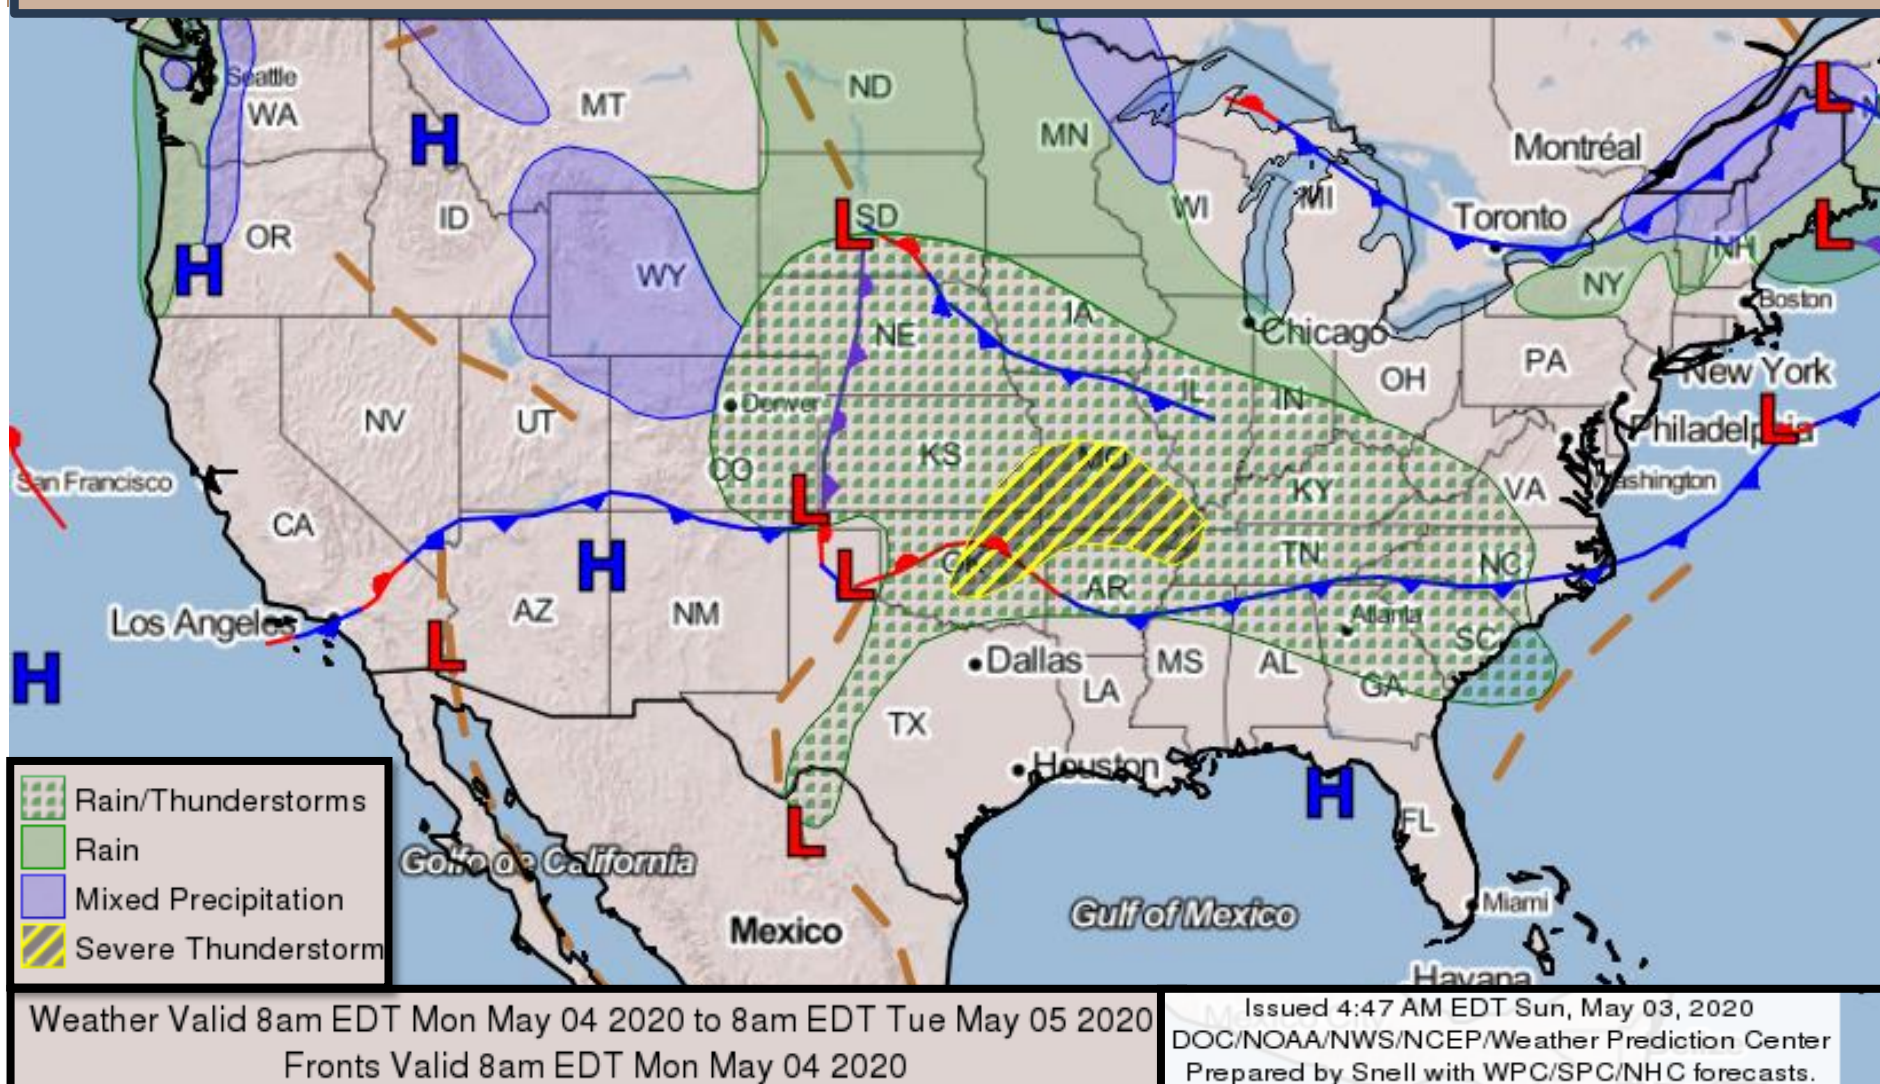 Seattle
WA
MT
ND
MN
Montréal
H
L
ID
OR
L
SD
WI
MI
Toronto
L
H
WY
NH
NY
Boston
IA
NE
Chicago
PA
New York
OH
Denver
IL
IN
NV
UT
L
Philadelphia
CO
KS
MO
San Francisco
KY
VA
Washington
L
CA
TN
NC
H
L
OK
AR
AZ
NM
Atlanta
Los Angeles
L
SC
H
Dallas
MS
AL
LA
GA
TX
Houston
H
FL
L
Golfo de California
Mexico
Gulf of Mexico
Miami
Havana
Rain/Thunderstorms
Rain
Mixed Precipitation
Severe Thunderstorm
Weather Valid 8am EDT Mon May 04 2020 to 8am EDT Tue May 05 2020
Fronts Valid 8am EDT Mon May 04 2020
Issued 4:47 AM EDT Sun, May 03, 2020
DOC/NOAA/NWS/NCEP/Weather Prediction Center
Prepared by Snell with WPC/SPC/NHC forecasts.